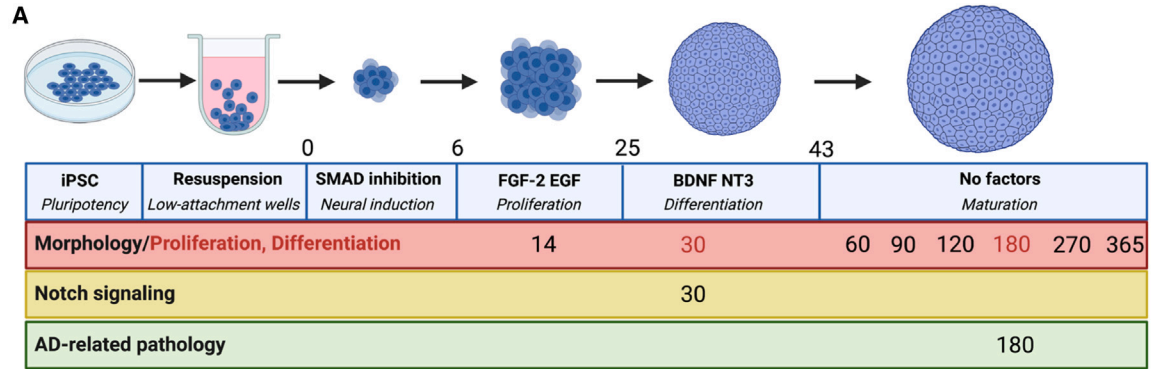 A
0 6 25 43
iPSC
Pluripotency
Resuspension
Low-attachment wells
SMAD inhibition
Neural induction
FGF-2 EGF
Proliferation
BDNF NT3
Differentiation
No factors
Maturation
Morphology/Proliferation, Differentiation 14 30 60 90 120 180 270 365
Notch signaling 30
AD-related pathology 180